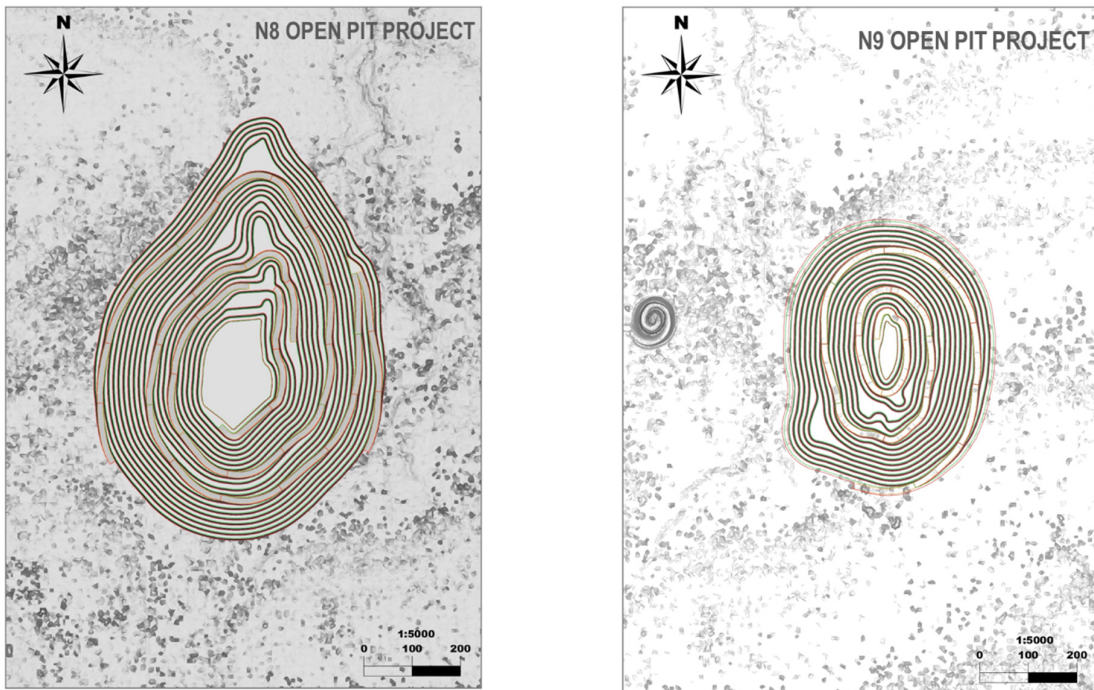 N
N8 OPEN PIT PROJECT
1:5000
0 100 200
N
N9 OPEN PIT PROJECT
1:5000
0 100 200